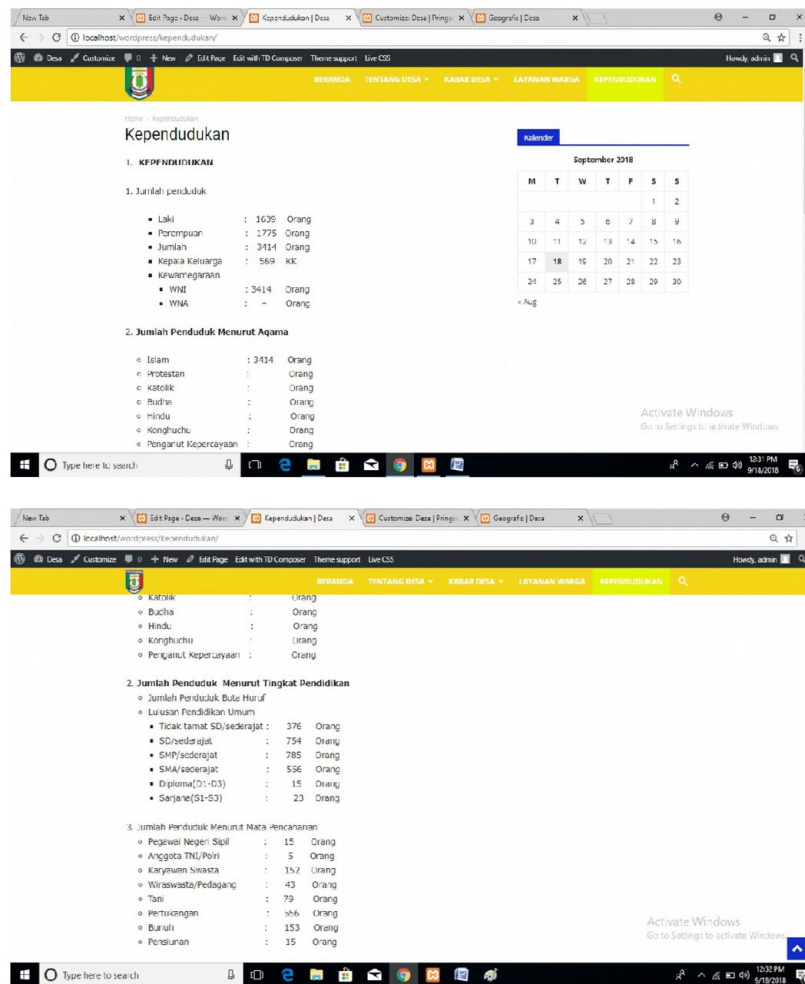 New Tab Edit Page ‹ Desa — Word Kependudukan | Desa Customize: Desa | Prings Geografis | Desa
localhost/wordpress/kependudukan/
Desa Customize 0 + New Edit Page Edit with TD Composer Theme support Live CSS Howdy, admin
BERANDA TENTANG DESA KABAR DESA LAYANAN WARGA KEPENDUDUKAN
Home › Kependudukan
Kependudukan
1. KEPENDUDUKAN
1. Jumlah penduduk
Laki : 1639 Orang
Perempuan : 1775 Orang
Jumlah : 3414 Orang
Kepala Keluarga : 569 KK
Kewarnegaraan
WNI : 3414 Orang
WNA : – Orang
2. Jumlah Penduduk Menurut Agama
Islam : 3414 Orang
Protestan : Orang
Katolik : Orang
Budha : Orang
Hindu : Orang
Konghuchu : Orang
Penganut Kepercayaan : Orang
Kalender
September 2018
M T W T F S S
1 2
3 4 5 6 7 8 9
10 11 12 13 14 15 16
17 18 19 20 21 22 23
24 25 26 27 28 29 30
« Aug
Activate Windows
Go to Settings to activate Windows.
Type here to search 12:31 PM
9/18/2018
New Tab Edit Page ‹ Desa — Word Kependudukan | Desa Customize: Desa | Prings Geografis | Desa
localhost/wordpress/kependudukan/
Desa Customize 0 + New Edit Page Edit with TD Composer Theme support Live CSS Howdy, admin
BERANDA TENTANG DESA KABAR DESA LAYANAN WARGA KEPENDUDUKAN
Katolik : Orang
Budha : Orang
Hindu : Orang
Konghuchu : Orang
Penganut Kepercayaan : Orang
2. Jumlah Penduduk Menurut Tingkat Pendidikan
Jumlah Penduduk Buta Huruf
Lulusan Pendidikan Umum
Tidak tamat SD/sederajat : 376 Orang
SD/sederajat : 754 Orang
SMP/sederajat : 785 Orang
SMA/sederajat : 556 Orang
Diploma(D1-D3) : 15 Orang
Sarjana(S1-S3) : 23 Orang
3. Jumlah Penduduk Menurut Mata Pencaharian
Pegawai Negeri Sipil : 15 Orang
Anggota TNI/Polri : 5 Orang
Karyawan Swasta : 152 Orang
Wiraswasta/Pedagang : 43 Orang
Tani : 79 Orang
Pertukangan : 556 Orang
Buruh : 153 Orang
Pensiunan : 15 Orang
Activate Windows
Go to Settings to activate Windows.
Type here to search 12:32 PM
9/18/2018